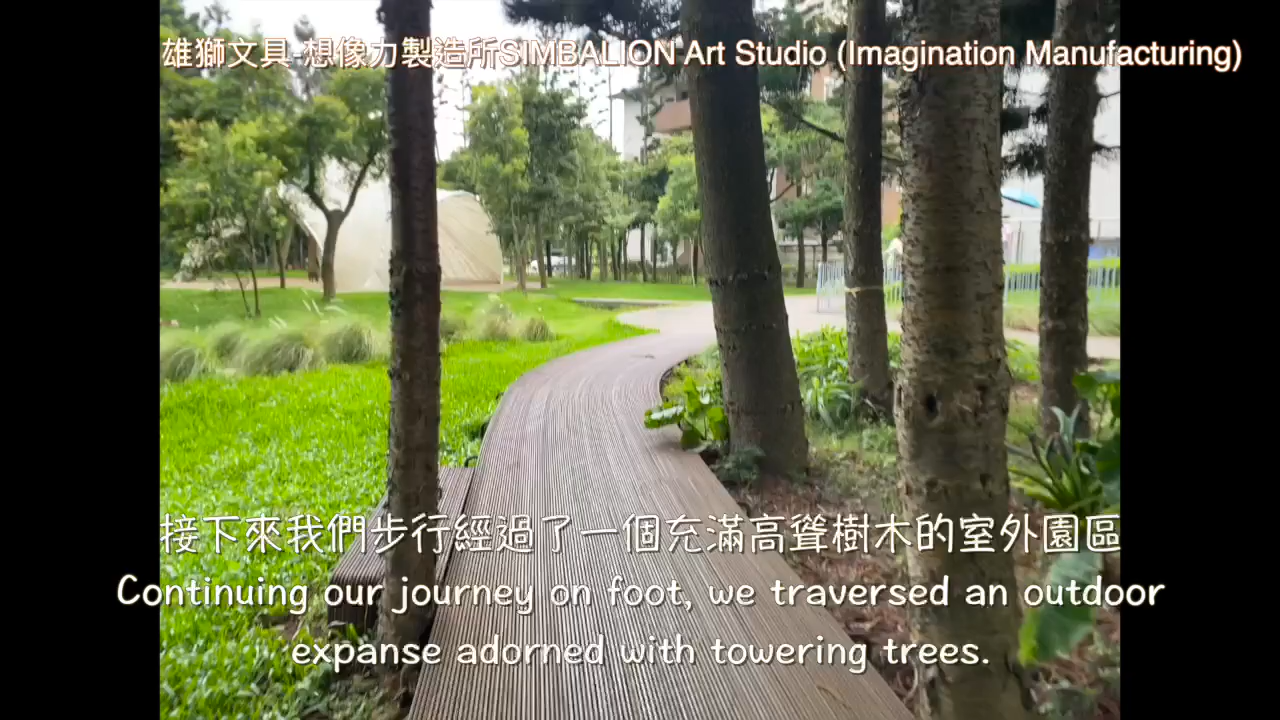 雄獅文具-想像力製造所SIMBALION Art Studio (Imagination Manufacturing)
接下來我們步行經過了一個充滿高聳樹木的室外園區
Continuing our journey on foot, we traversed an outdoor
expanse adorned with towering trees.